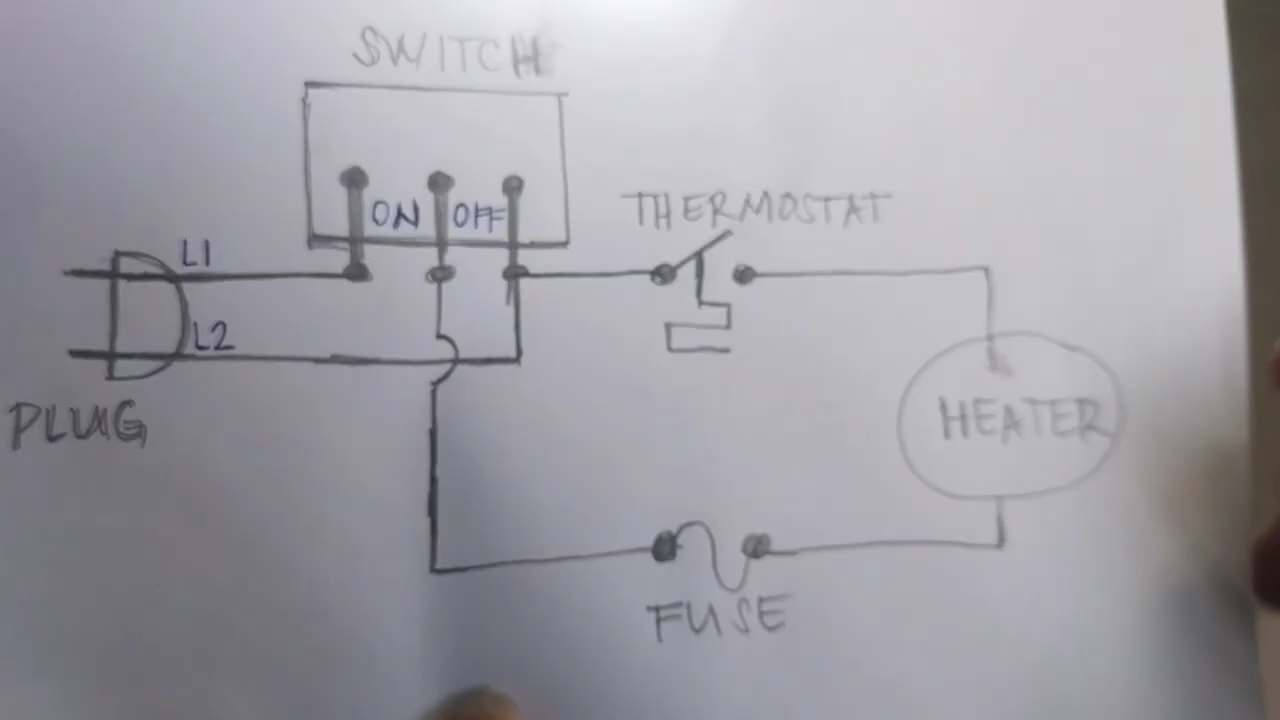 SWITCH
ON OFF
THERMOSTAT
L1
L2
PLUG
HEATER
FUSE